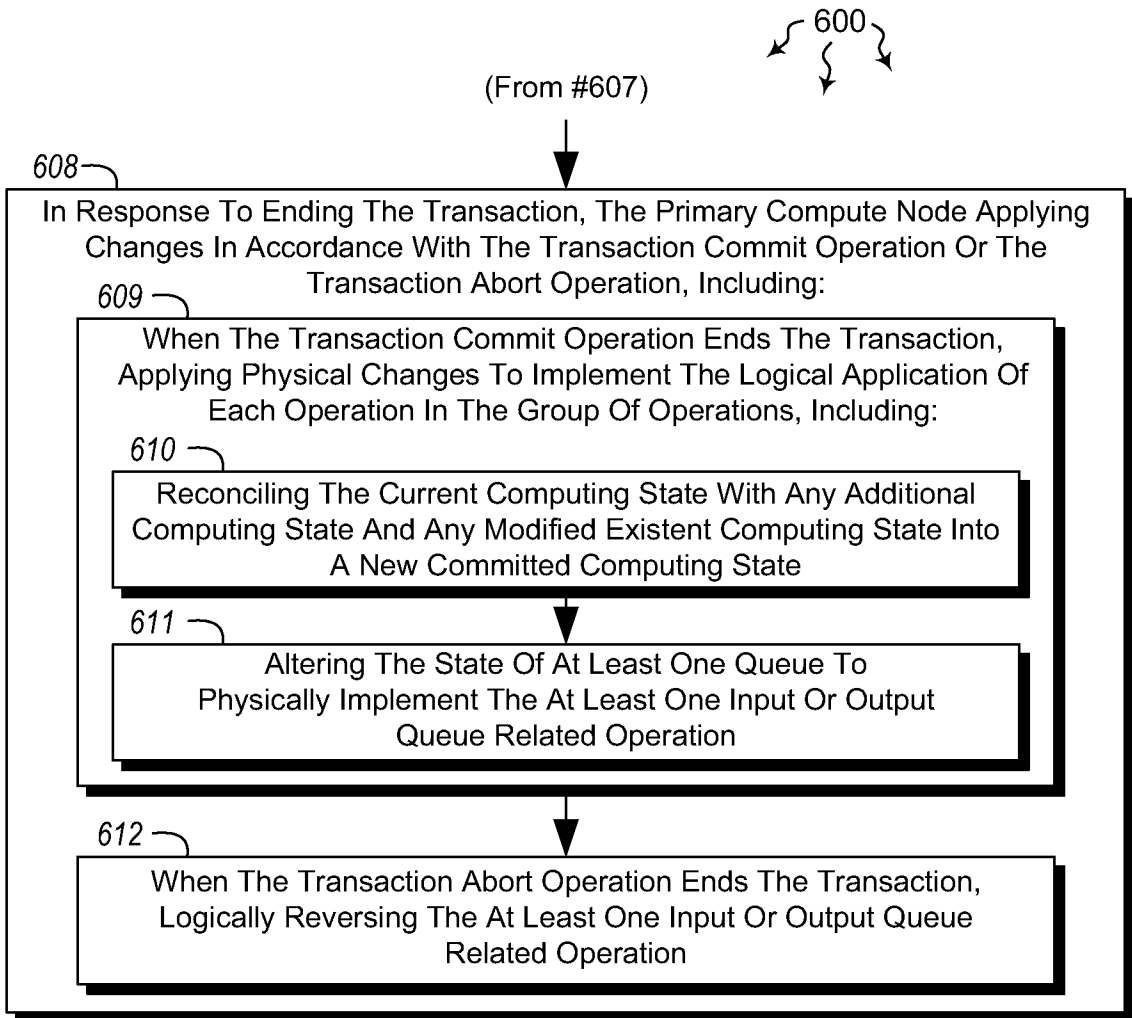 600
(From #607)
608
In Response To Ending The Transaction, The Primary Compute Node Applying
Changes In Accordance With The Transaction Commit Operation Or The
Transaction Abort Operation, Including:
609
When The Transaction Commit Operation Ends The Transaction,
Applying Physical Changes To Implement The Logical Application Of
Each Operation In The Group Of Operations, Including:
610
Reconciling The Current Computing State With Any Additional
Computing State And Any Modified Existent Computing State Into
A New Committed Computing State
611
Altering The State Of At Least One Queue To
Physically Implement The At Least One Input Or Output
Queue Related Operation
612
When The Transaction Abort Operation Ends The Transaction,
Logically Reversing The At Least One Input Or Output Queue
Related Operation